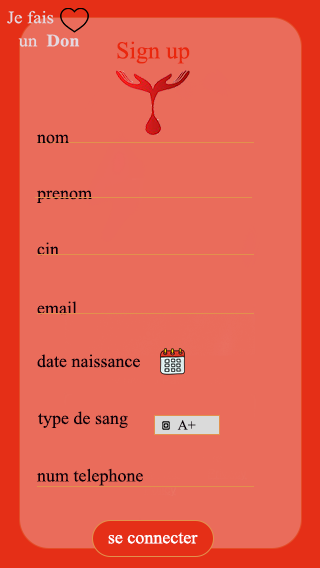 Je fais
un Don
Sign up
nom
prenom
cin
email
date naissance
type de sang
A+
num telephone
se connecter